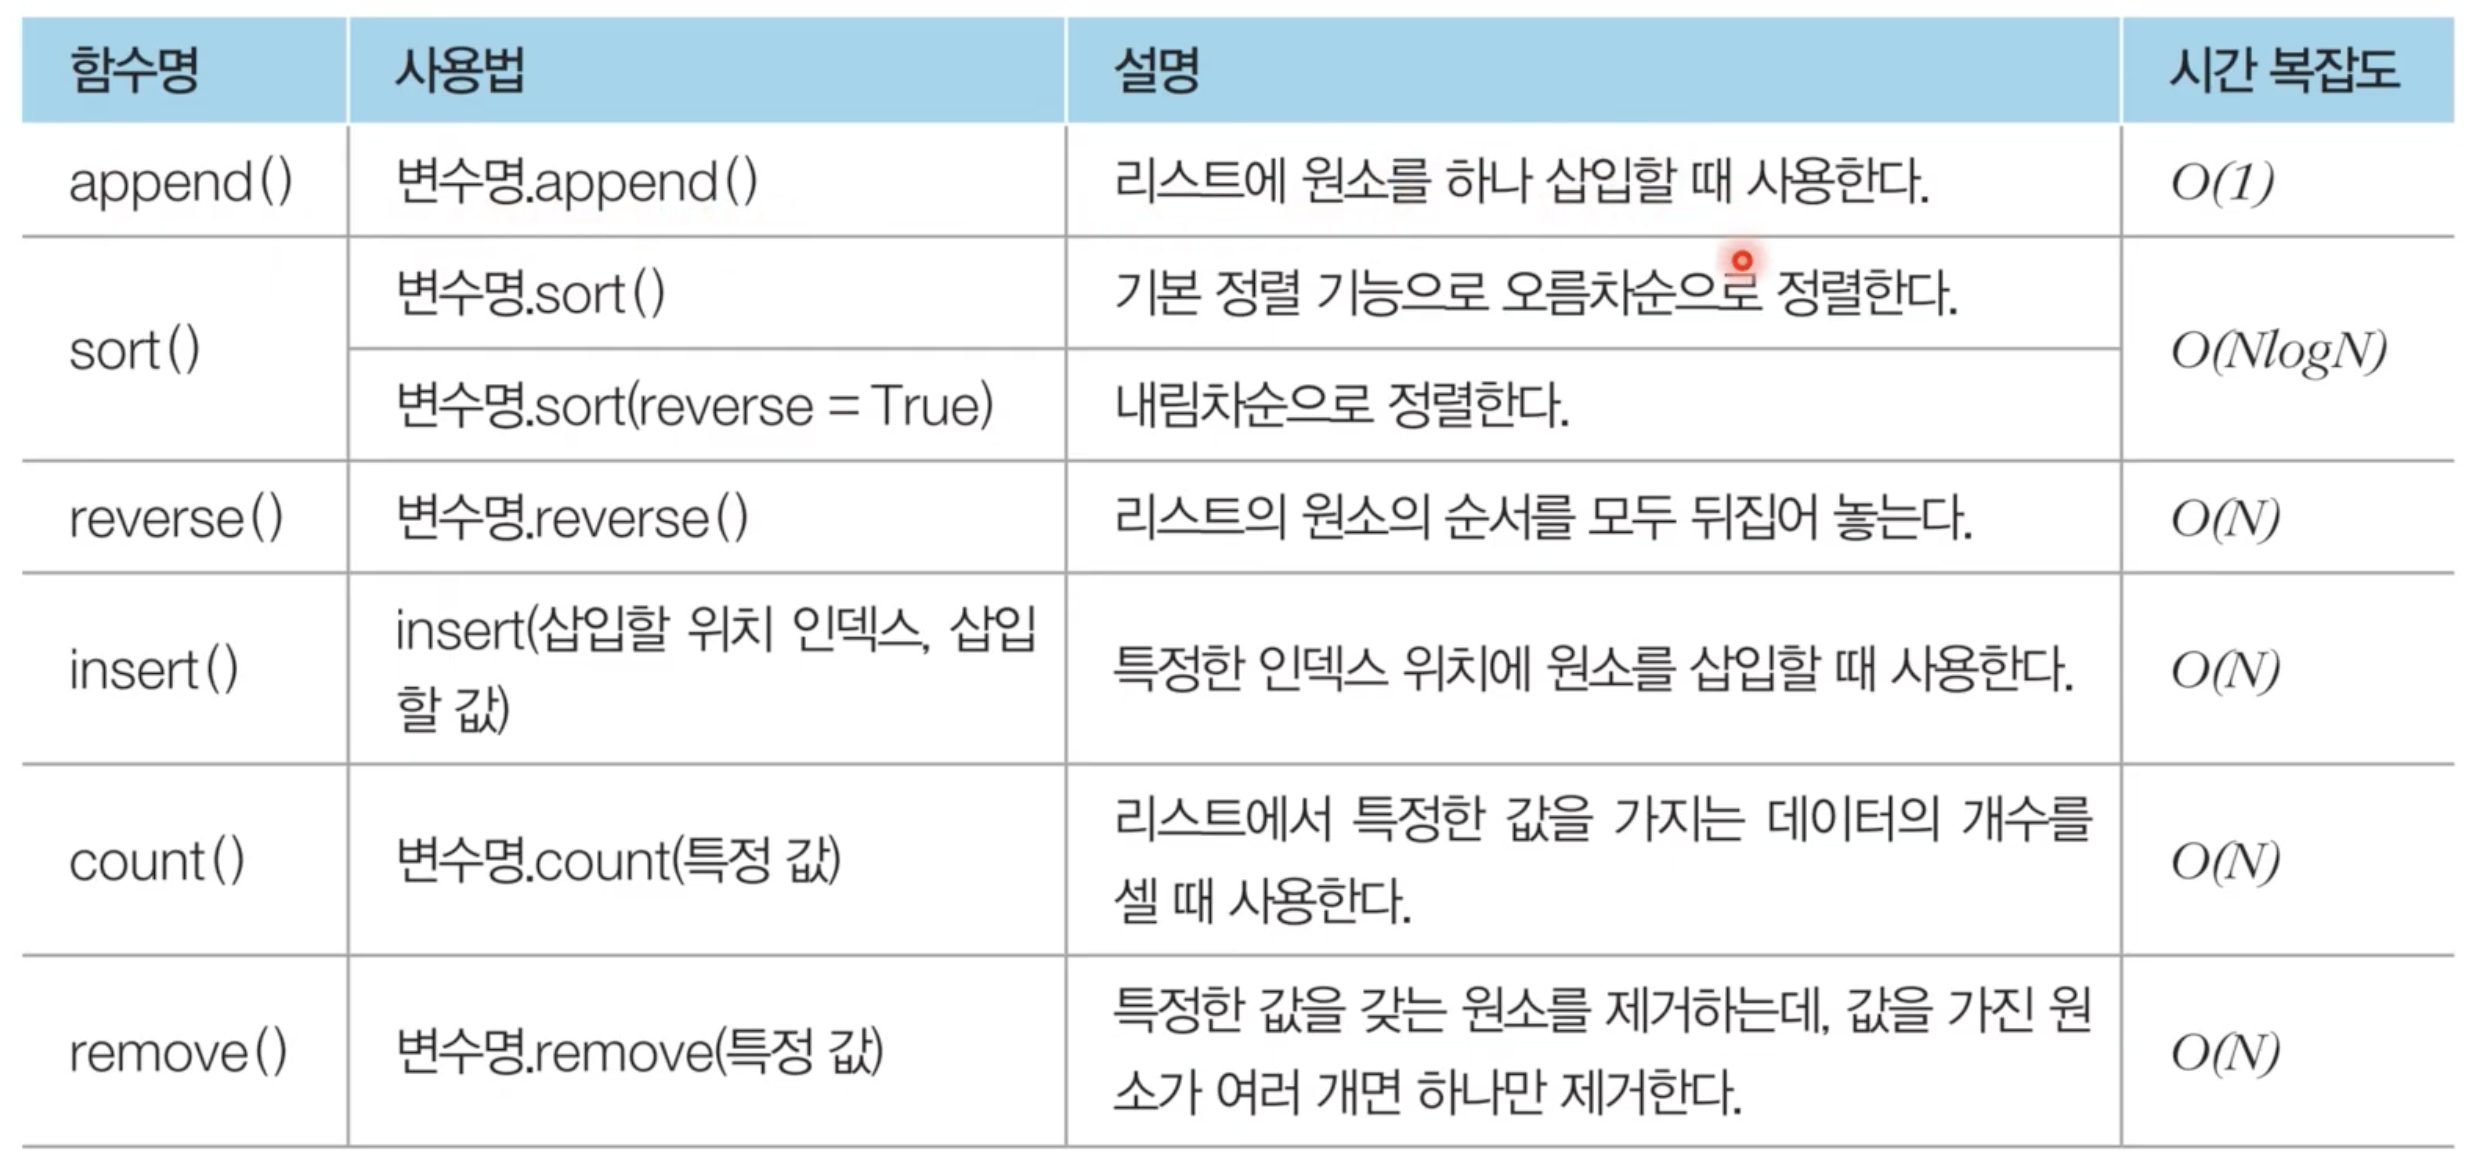 함수명 사용법 설명 시간 복잡도
append() 변수명.append() 리스트에 원소를 하나 삽입할 때 사용한다. O(1)
sort() 변수명.sort() 기본 정렬 기능으로 오름차순으로 정렬한다. O(NlogN)
변수명.sort(reverse = True) 내림차순으로 정렬한다.
reverse() 변수명.reverse() 리스트의 원소의 순서를 모두 뒤집어 놓는다. O(N)
insert() insert(삽입할 위치 인덱스, 삽입
할 값) 특정한 인덱스 위치에 원소를 삽입할 때 사용한다. O(N)
count() 변수명.count(특정 값) 리스트에서 특정한 값을 가지는 데이터의 개수를
셀 때 사용한다. O(N)
remove() 변수명.remove(특정 값) 특정한 값을 갖는 원소를 제거하는데, 값을 가진 원
소가 여러 개면 하나만 제거한다. O(N)